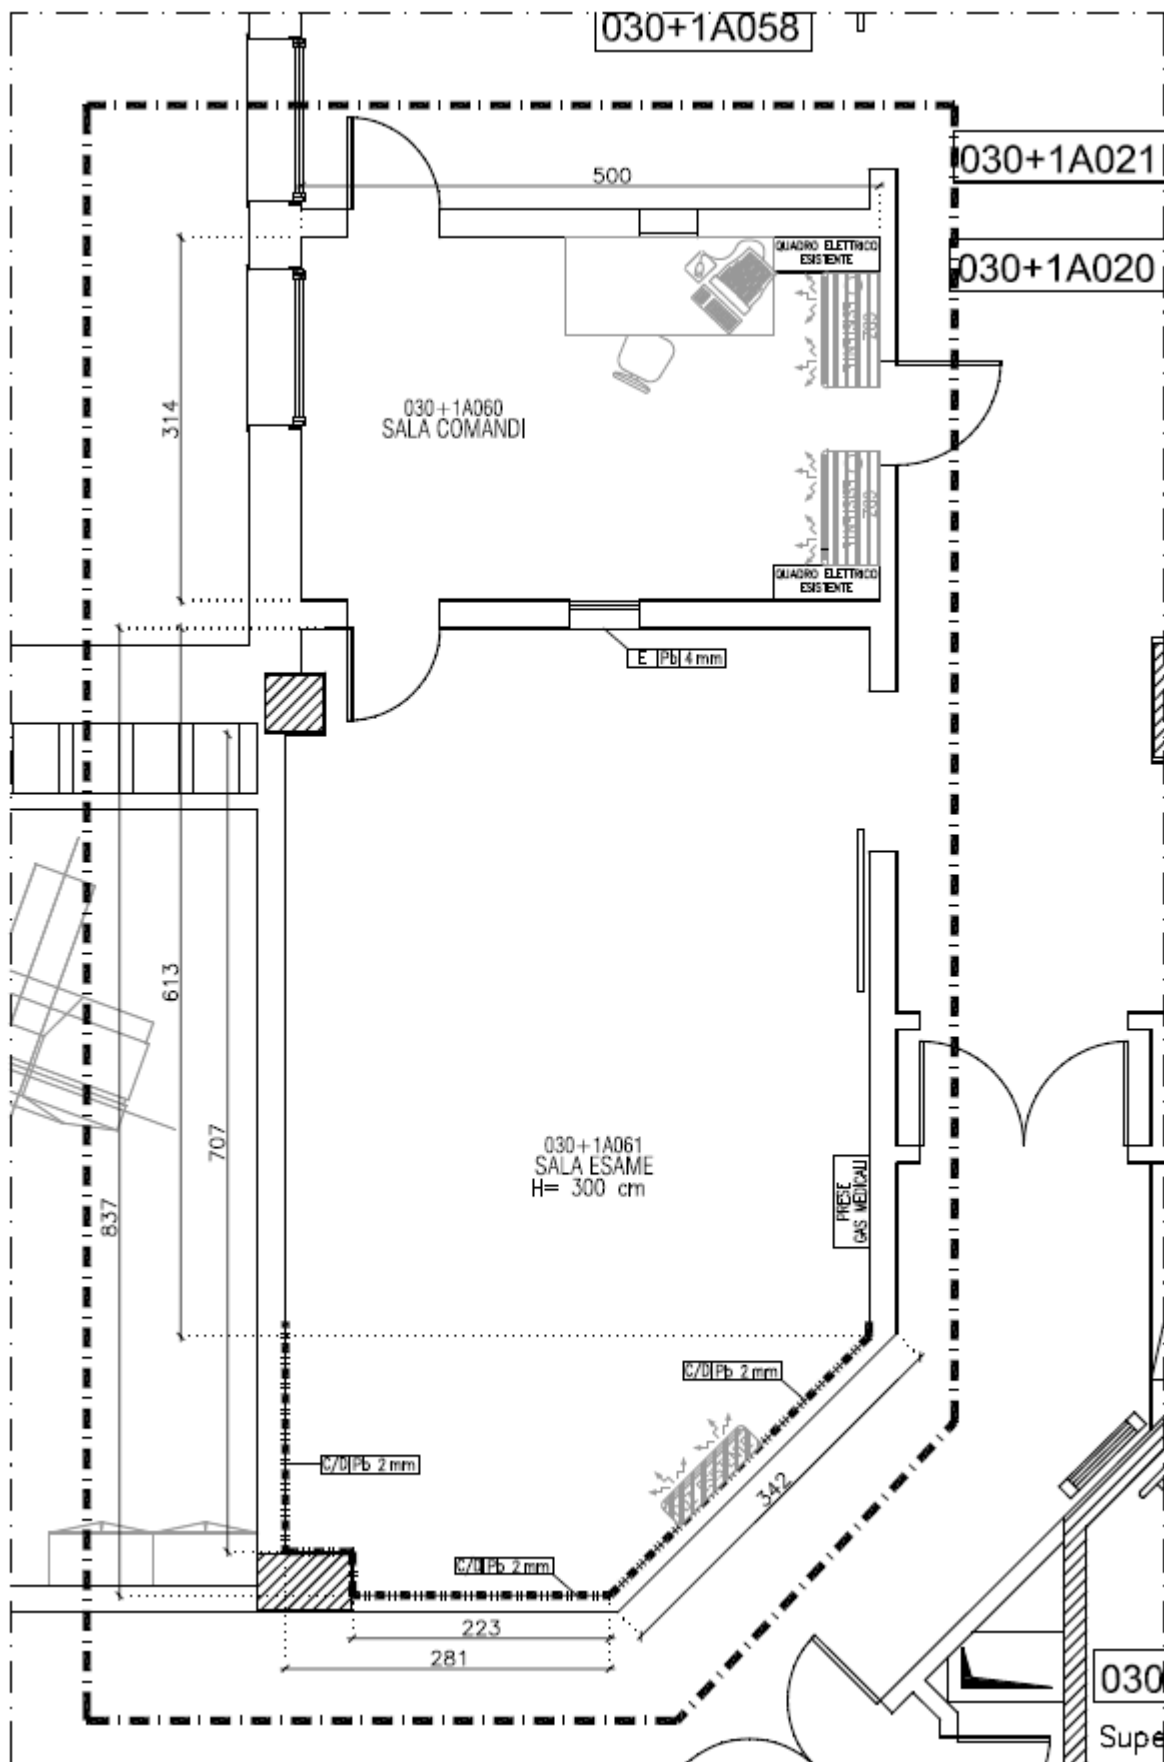 030+1A058
030+1A021
500
QUADRO ELETTRICO
ESISTENTE
030+1A020
314
030+1A060
SALA COMANDI
QUADRO ELETTRICO
ESISTENTE
E Pb 4 mm
613
707
837
030+1A061
SALA ESAME
H= 300 cm
PRESE
GAS MEDICALI
C/D Pb 2 mm
C/D Pb 2 mm
342
C/D Pb 2 mm
223
281
030
Supe